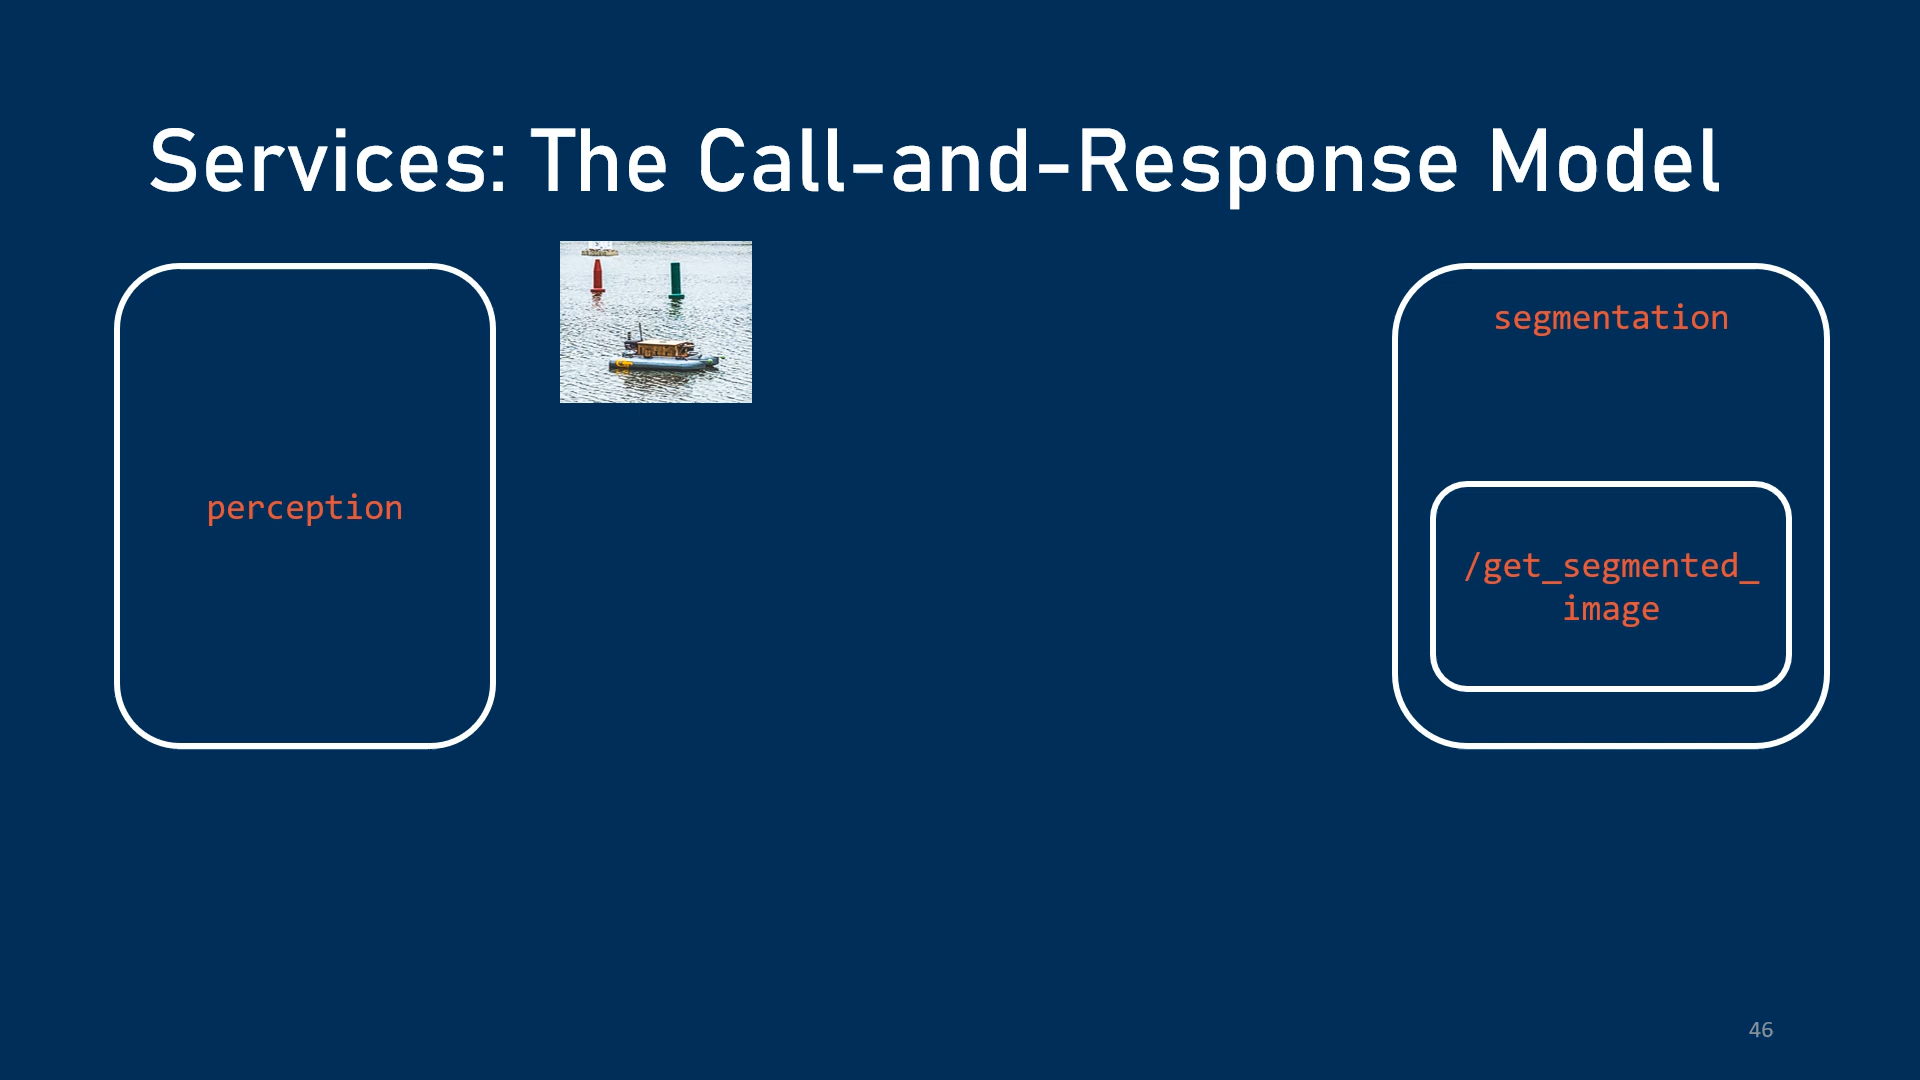 Services: The Call-and-Response Model
perception
segmentation
/get_segmented_
image
46